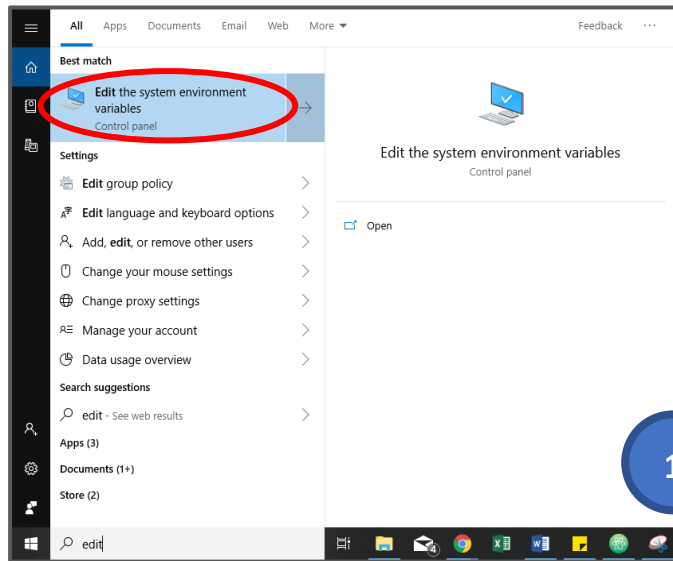 All Apps Documents Email Web More Feedback ...
Best match
Edit the system environment
variables
Control panel
Edit the system environment variables
Control panel
Open
Settings
Edit group policy
Edit language and keyboard options
Add, edit, or remove other users
Change your mouse settings
Change proxy settings
Manage your account
Data usage overview
Search suggestions
edit - See web results
Apps (3)
Documents (1+)
Store (2)
1
edit
4